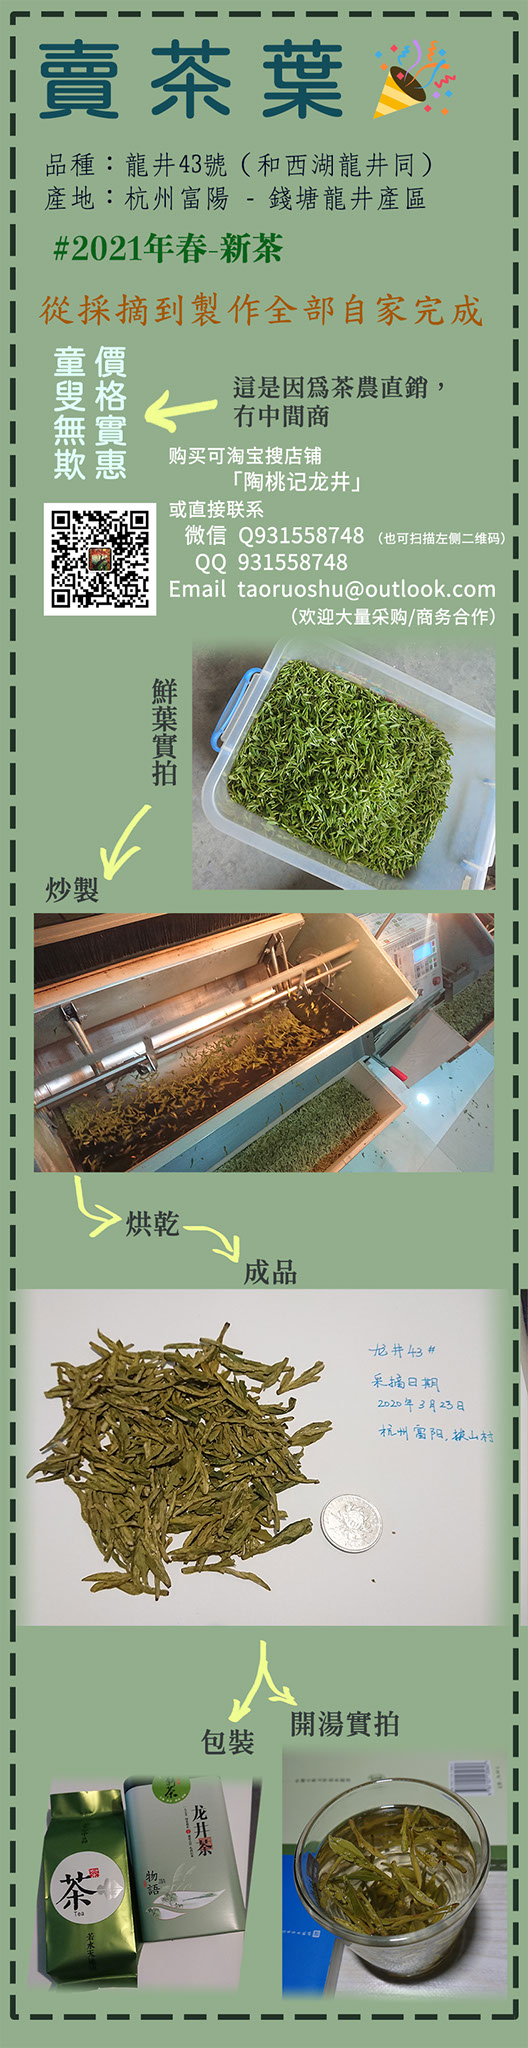 賣茶葉
品種：龍井43號（和西湖龍井同）
產地：杭州富陽 - 錢塘龍井產區
#2021年春-新茶
從採摘到製作全部自家完成
價格實惠
童叟無欺
這是因爲茶農直銷，
冇中間商
购买可淘宝搜店铺
「陶桃记龙井」
或直接联系
微信 Q931558748 （也可扫描左侧二维码）
QQ 931558748
Email taoruoshu@outlook.com
（欢迎大量采购/商务合作）
鮮葉實拍
炒製
烘乾
成品
龙井43#
采摘日期
2020年3月23日
杭州富阳,拔山村
包裝
開湯實拍
茶
Tea
新茶
龙井茶
物語